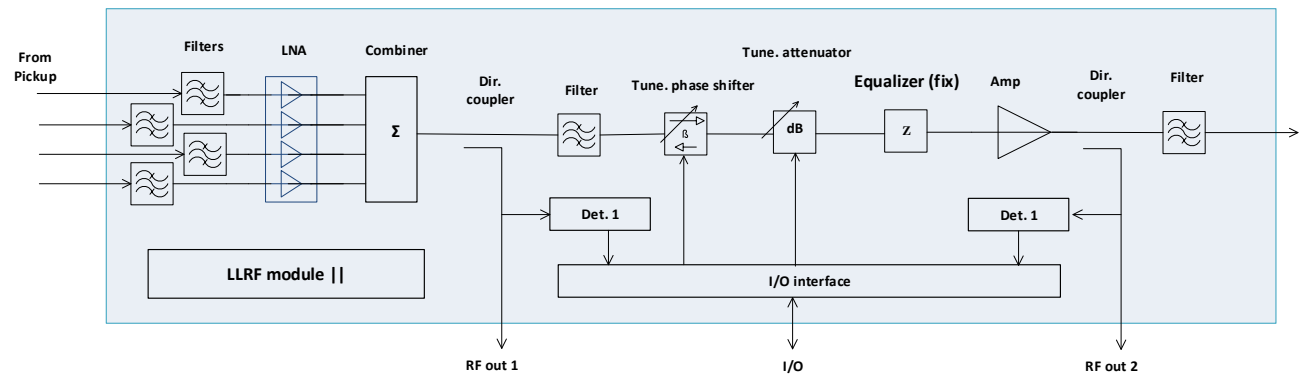 From
Pickup
Filters
LNA
Combiner
Σ
Dir.
coupler
Filter
Tune. phase shifter
ß
Tune. attenuator
dB
Equalizer (fix)
Z
Amp
Dir.
coupler
Filter
Det. 1
Det. 1
LLRF module ||
I/O interface
RF out 1
I/O
RF out 2